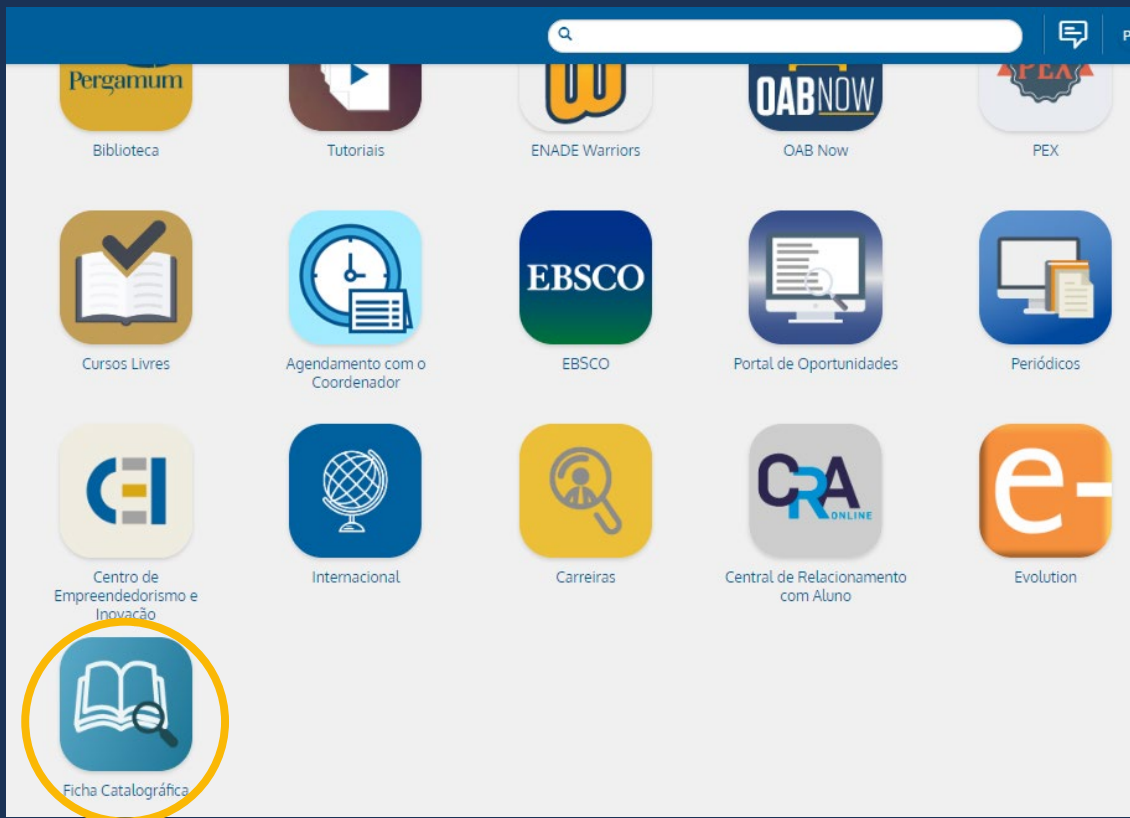 P
Pergamum
OABNOW
PEX
Biblioteca
Tutoriais
ENADE Warriors
OAB Now
PEX
EBSCO
Cursos Livres
Agendamento com o
Coordenador
EBSCO
Portal de Oportunidades
Periódicos
CEI
CRA
ONLINE
e-
Centro de
Empreendedorismo e
Inovação
Internacional
Carreiras
Central de Relacionamento
com Aluno
Evolution
Ficha Catalográfica